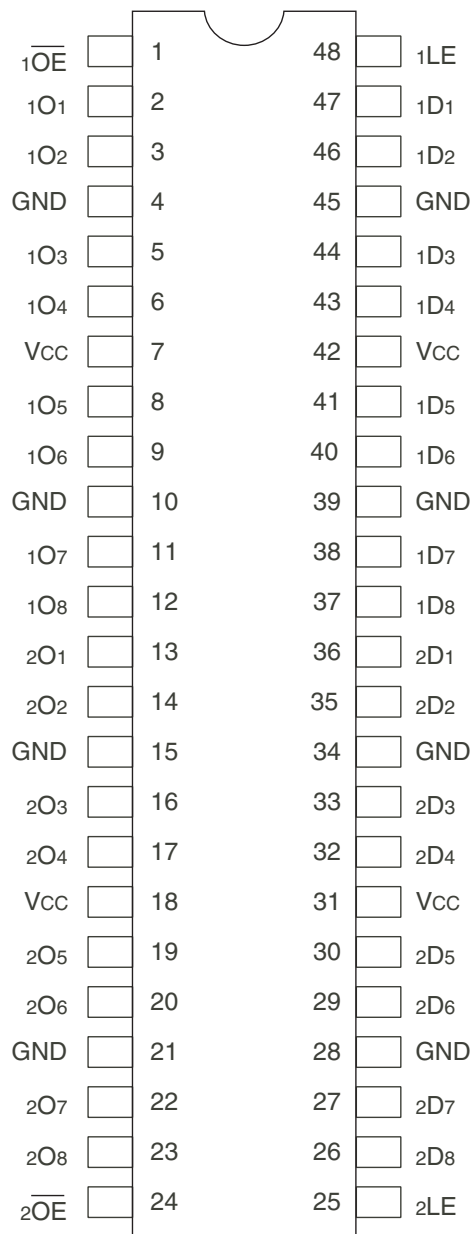 1O̅E̅ 1 48 1LE
1O1 2 47 1D1
1O2 3 46 1D2
GND 4 45 GND
1O3 5 44 1D3
1O4 6 43 1D4
VCC 7 42 VCC
1O5 8 41 1D5
1O6 9 40 1D6
GND 10 39 GND
1O7 11 38 1D7
1O8 12 37 1D8
2O1 13 36 2D1
2O2 14 35 2D2
GND 15 34 GND
2O3 16 33 2D3
2O4 17 32 2D4
VCC 18 31 VCC
2O5 19 30 2D5
2O6 20 29 2D6
GND 21 28 GND
2O7 22 27 2D7
2O8 23 26 2D8
2O̅E̅ 24 25 2LE